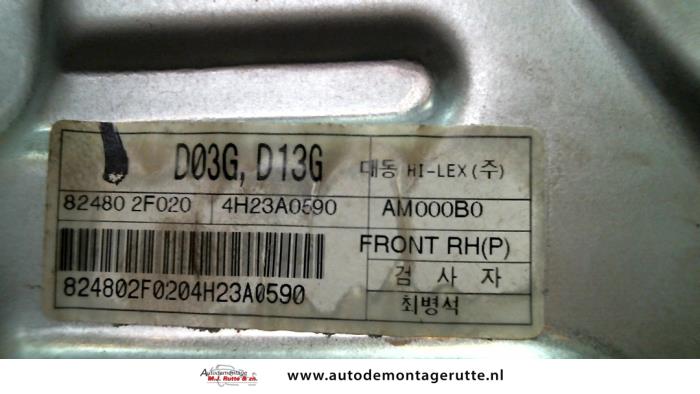 D03G, D13G
대동 HI-LEX (주)
82480 2F020
4H23A0590
AM000B0
FRONT RH(P)
824802F0204H23A0590
검 사 자
최병석
Autodemontage
M.J. Rutte & zn.
www.autodemontagerutte.nl